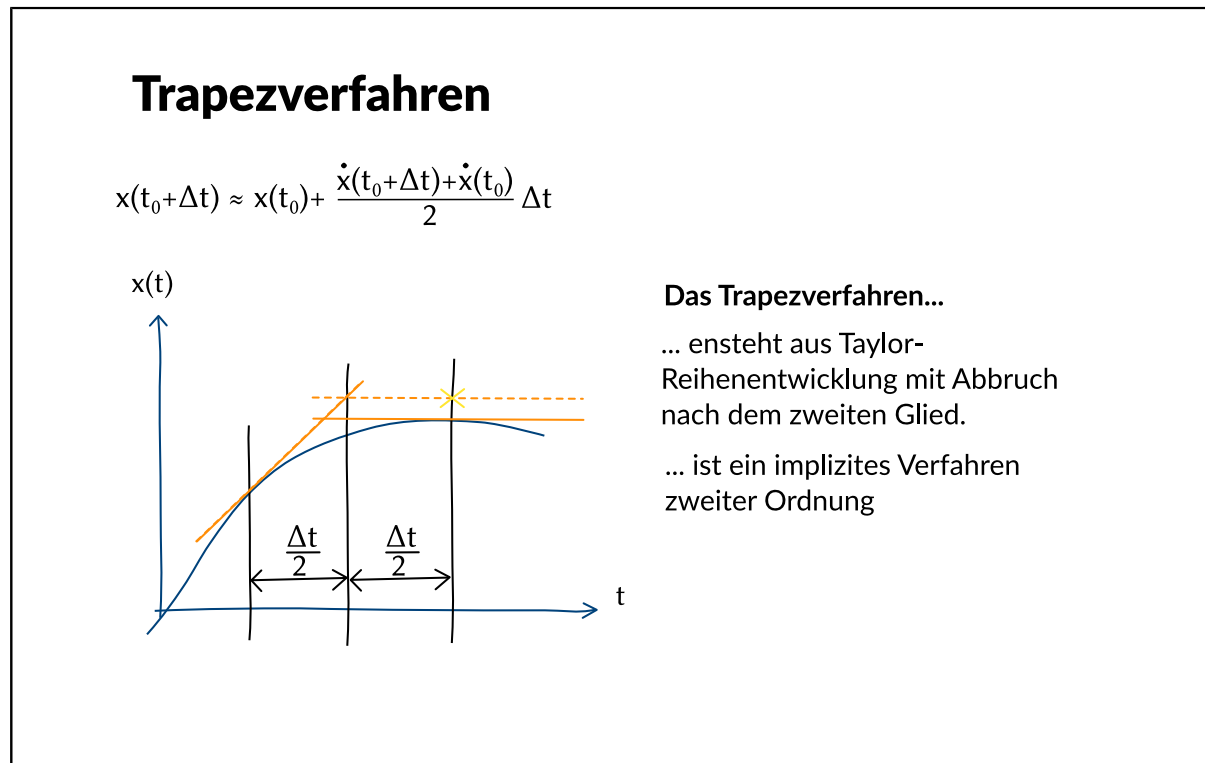 Trapezverfahren
x(t₀+Δt) ≈ x(t₀)+ ẋ(t₀+Δt)+ẋ(t₀)/2 Δt
x(t)
Das Trapezverfahren...
... ensteht aus Taylor-
Reihenentwicklung mit Abbruch
nach dem zweiten Glied.
... ist ein implizites Verfahren
zweiter Ordnung
Δt/2 Δt/2
t